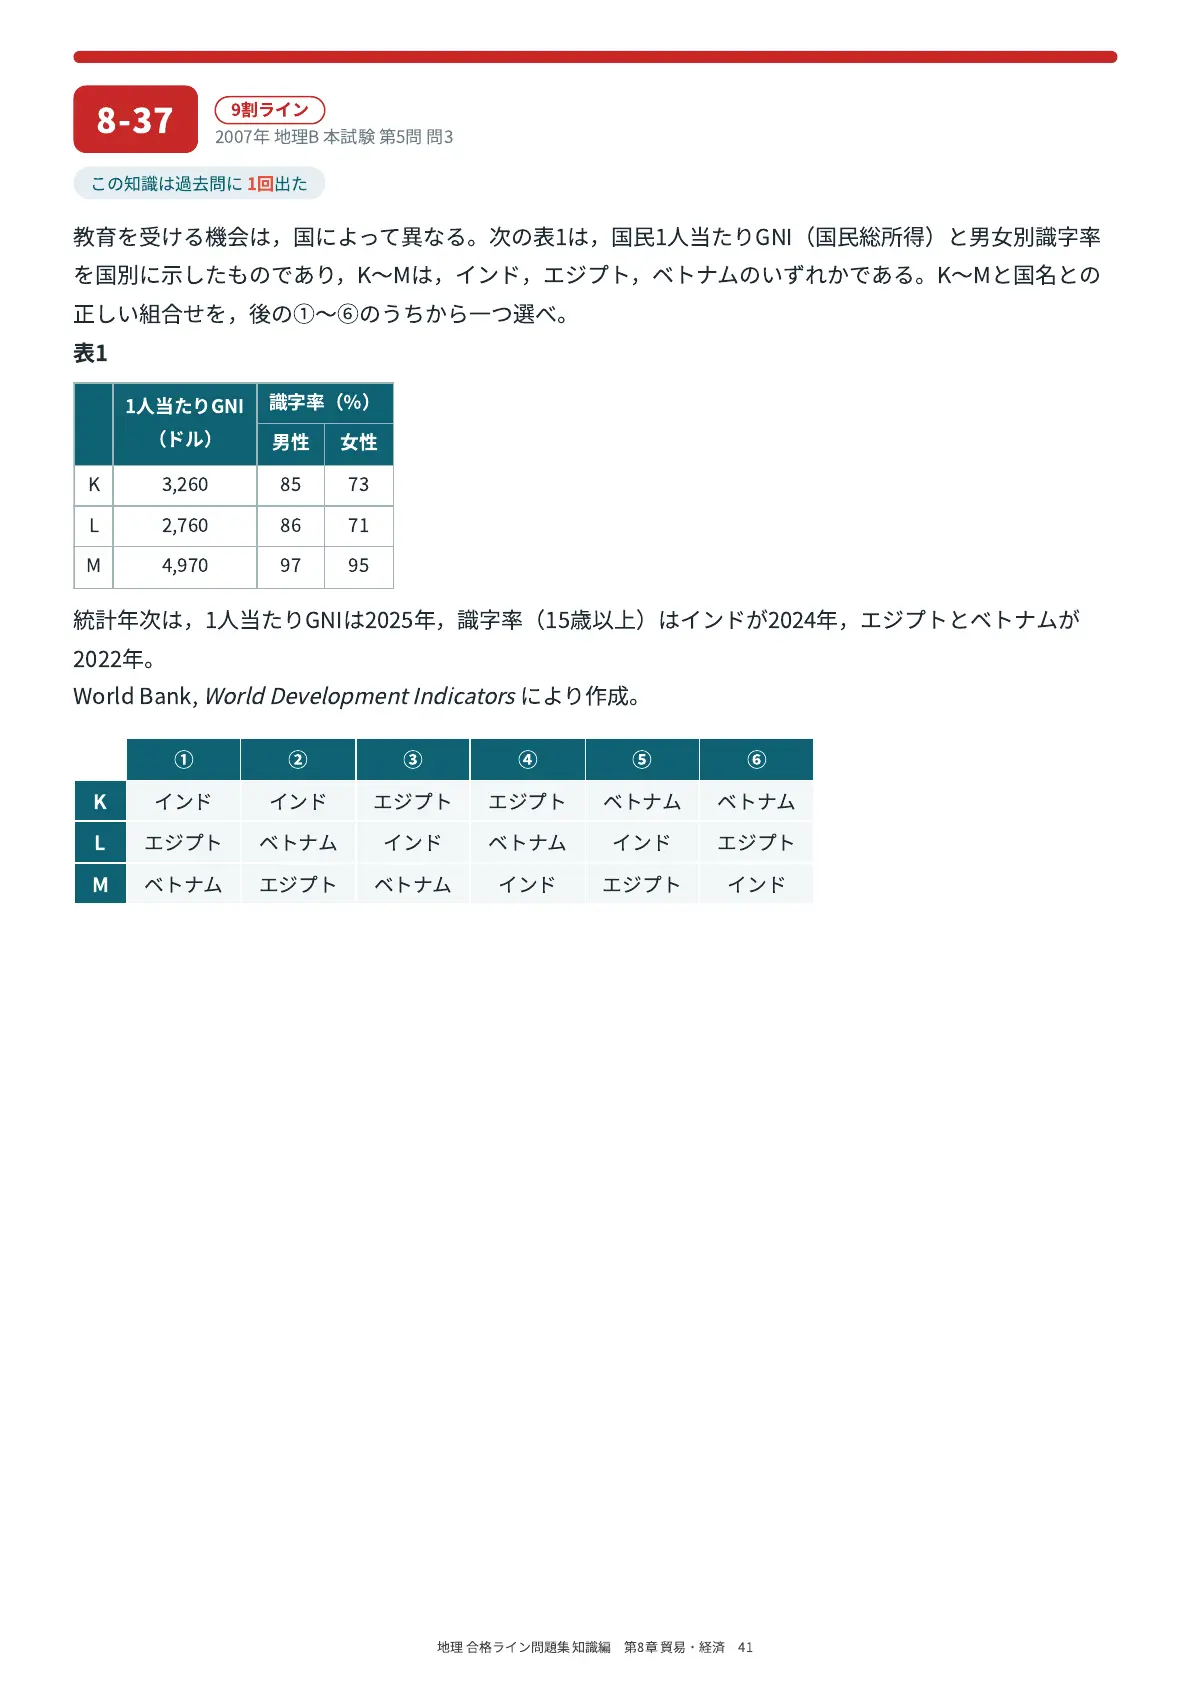 8-37
9割ライン
2007年 地理B 本試験 第5問 問3
この知識は過去問に 1回出た
教育を受ける機会は，国によって異なる。次の表1は，国民1人当たりGNI（国民総所得）と男女別識字率
を国別に示したものであり，K～Mは，インド，エジプト，ベトナムのいずれかである。K～Mと国名との
正しい組合せを，後の①～⑥のうちから一つ選べ。
表1
1人当たりGNI（ドル） 識字率（%）
男性 女性
K 3,260 85 73
L 2,760 86 71
M 4,970 97 95
統計年次は，1人当たりGNIは2025年，識字率（15歳以上）はインドが2024年，エジプトとベトナムが
2022年。
World Bank, World Development Indicators により作成。
① ② ③ ④ ⑤ ⑥
K インド インド エジプト エジプト ベトナム ベトナム
L エジプト ベトナム インド ベトナム インド エジプト
M ベトナム エジプト ベトナム インド エジプト インド
地理 合格ライン問題集 知識編　第8章 貿易・経済　41